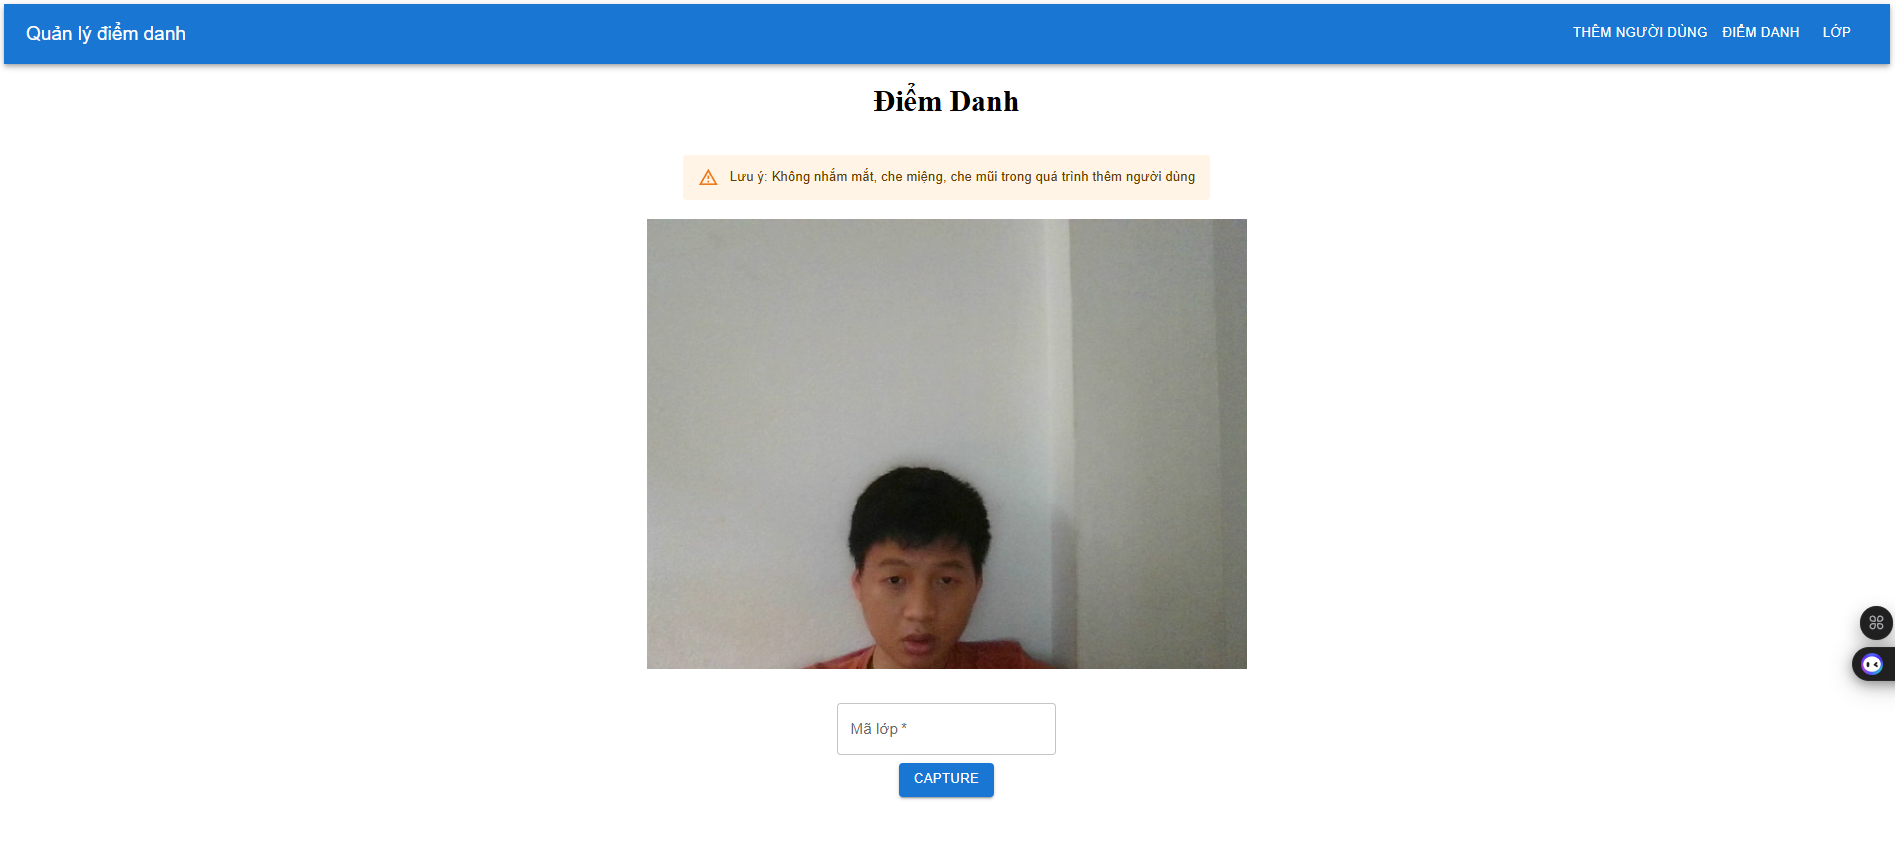 Quản lý điểm danh
THÊM NGƯỜI DÙNG ĐIỂM DANH LỚP
Điểm Danh
Lưu ý: Không nhắm mắt, che miệng, che mũi trong quá trình thêm người dùng
Mã lớp *
CAPTURE